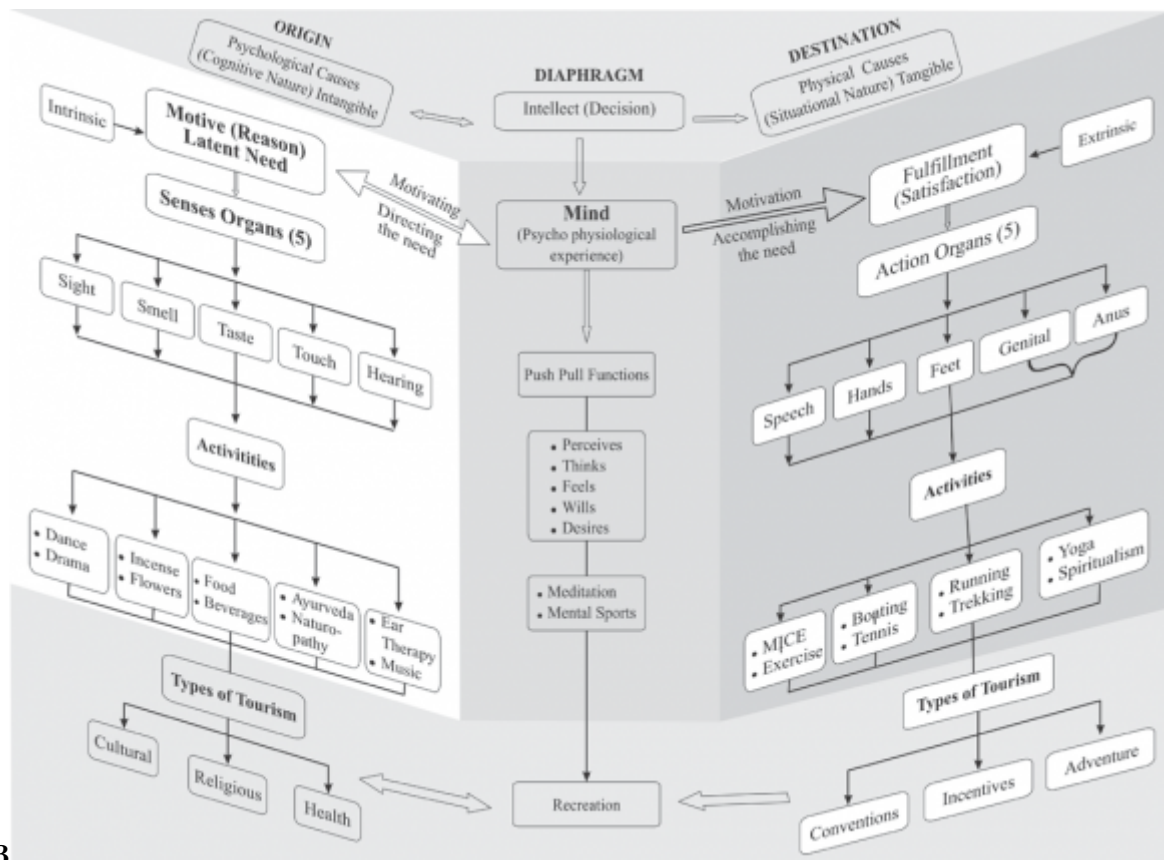 ORIGIN
Psychological Causes
(Cognitive Nature) Intangible
Intrinsic
Motive (Reason)
Latent Need
Senses Organs (5)
Sight
Smell
Taste
Touch
Hearing
Activitities
• Dance
• Drama
• Incense
• Flowers
• Food
• Beverages
• Ayurveda
• Naturo-
pathy
• Ear
Therapy
• Music
Types of Tourism
Cultural
Religious
Health
Motivating
Directing
the need
DIAPHRAGM
Intellect (Decision)
Mind
(Psycho physiological
experience)
Push Pull Functions
• Perceives
• Thinks
• Feels
• Wills
• Desires
• Meditation
• Mental Sports
Recreation
Motivation
Accomplishing
the need
DESTINATION
Physical Causes
(Situational Nature) Tangible
Extrinsic
Fulfillment
(Satisfaction)
Action Organs (5)
Speech
Hands
Feet
Genital
Anus
Activities
• MICE
• Exercise
• Boating
• Tennis
• Running
• Trekking
• Yoga
• Spiritualism
Types of Tourism
Conventions
Incentives
Adventure